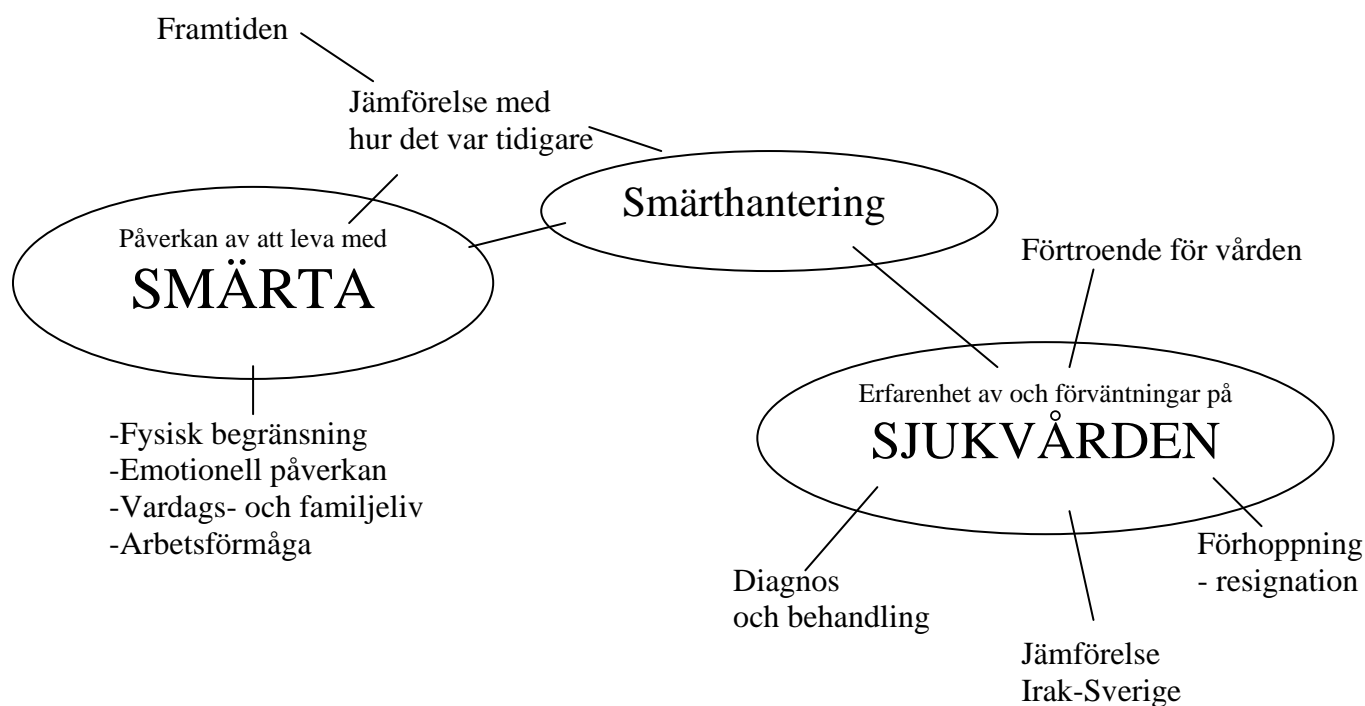 Framtiden
Jämförelse med
hur det var tidigare
Smärthantering
Påverkan av att leva med
SMÄRTA
Förtroende för vården
Erfarenhet av och förväntningar på
SJUKVÅRDEN
-Fysisk begränsning
-Emotionell påverkan
-Vardags- och familjeliv
-Arbetsförmåga
Förhoppning
- resignation
Diagnos
och behandling
Jämförelse
Irak-Sverige